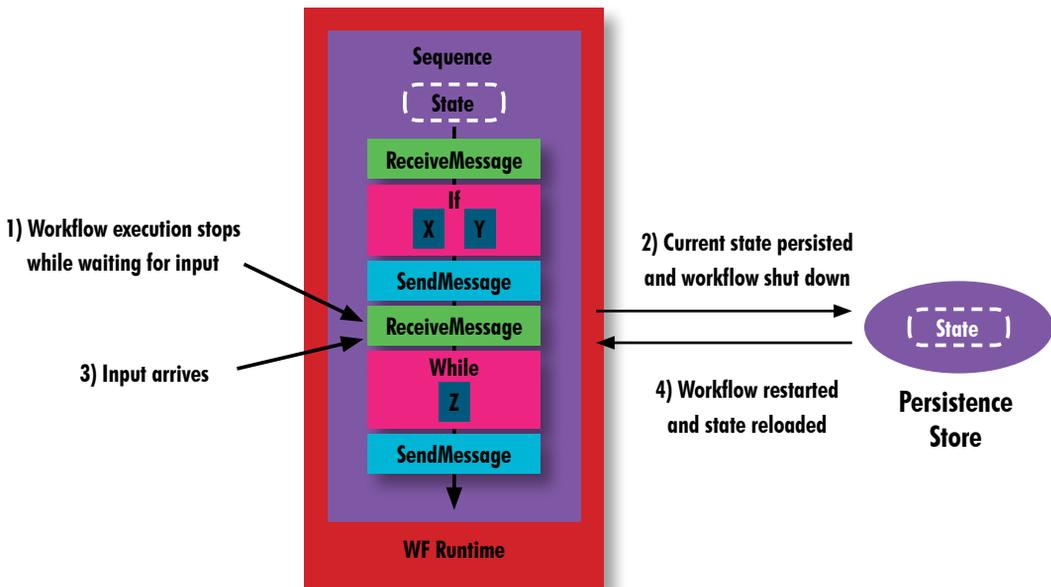 Sequence
State
ReceiveMessage
If
X Y
SendMessage
ReceiveMessage
While
Z
SendMessage
WF Runtime
1) Workflow execution stops
while waiting for input
3) Input arrives
2) Current state persisted
and workflow shut down
4) Workflow restarted
and state reloaded
State
Persistence
Store